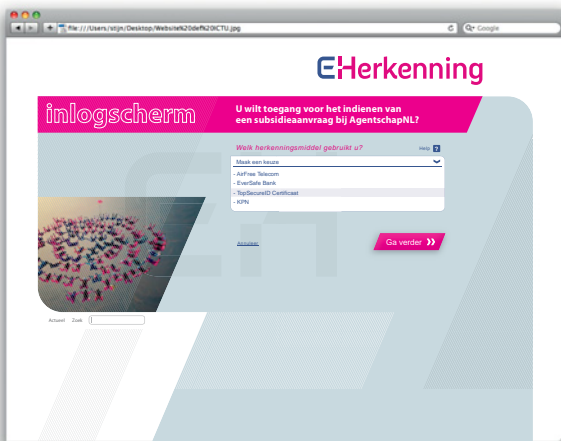 file:///Users/stijn/Desktop/Website%20def%20ICTU.jpg
Google
EHerkenning
inlogscherm
U wilt toegang voor het indienen van
een subsidieaanvraag bij AgentschapNL?
Welk herkenningsmiddel gebruikt u?
Help ?
Maak een keuze
- AirFree Telecom
- EverSafe Bank
- TopSecureID Certificaat
- KPN
Annuleer
Ga verder
Actueel Zoek